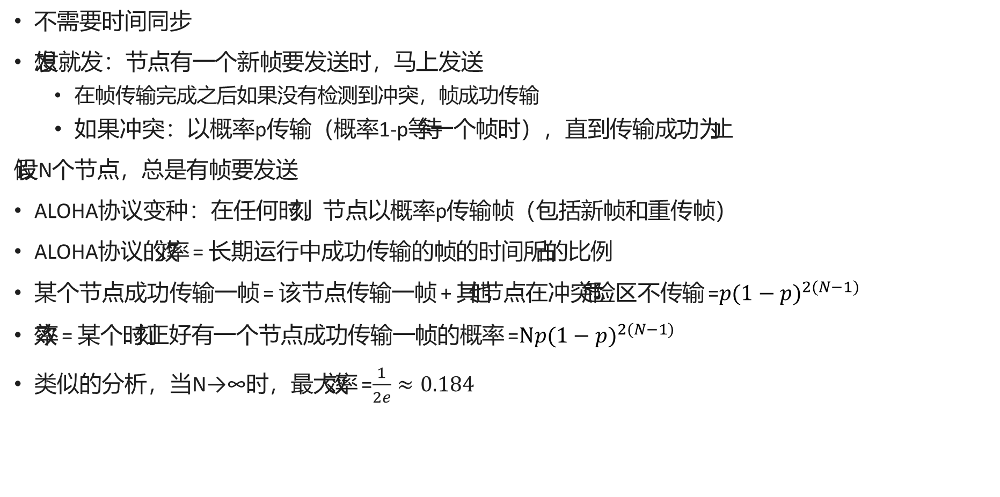 • 不需要时间同步
• 想发就发：节点有一个新帧要发送时，马上发送
• 在帧传输完成之后如果没有检测到冲突，帧成功传输
• 如果冲突：以概率p传输（概率1-p等待一个帧时），直到传输成功为止
假设N个节点，总是有帧要发送
• ALOHA协议变种：在任何时刻，节点以概率p传输帧（包括新帧和重传帧）
• ALOHA协议的效率 = 长期运行中成功传输的帧的时间所占的比例
• 某个节点成功传输一帧 = 该节点传输一帧 + 其他节点在冲突危险区不传输 =p(1 − p)^{2(N−1)}
• 效率 = 某个时刻正好有一个节点成功传输一帧的概率 =Np(1 − p)^{2(N−1)}
• 类似的分析，当N→∞时，最大效率 =1/2e ≈ 0.184